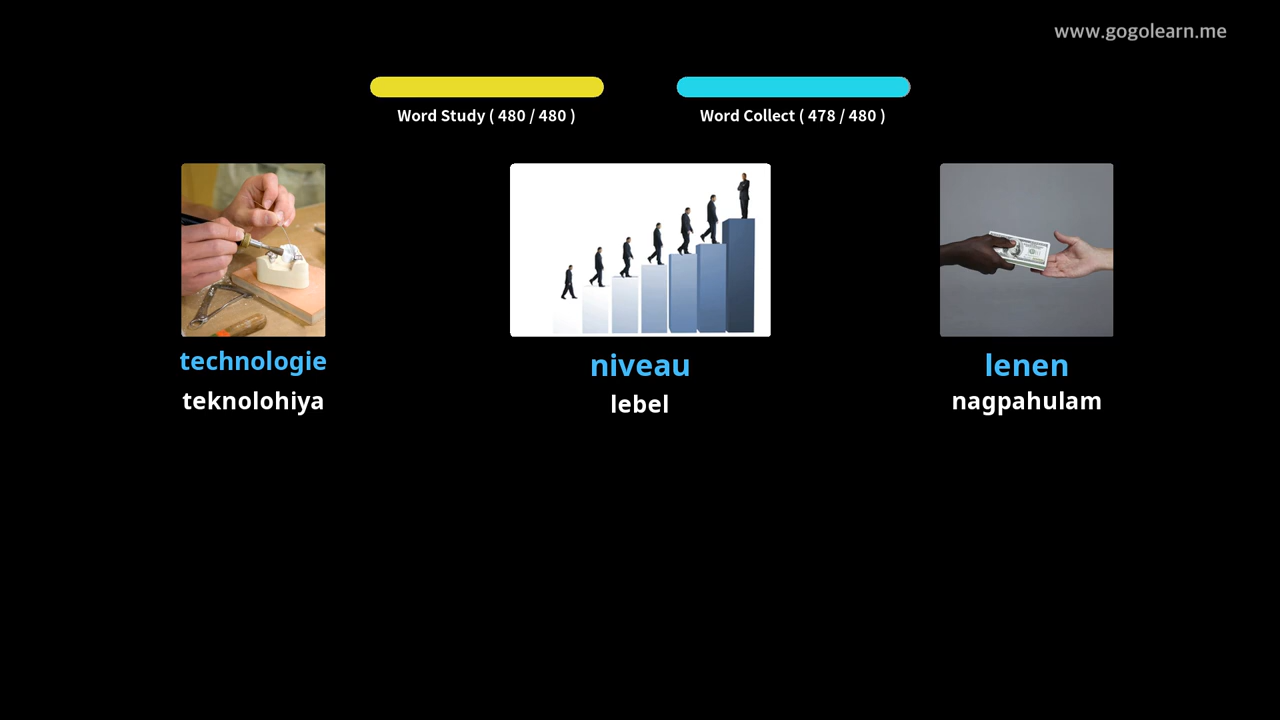 www.gogolearn.me
Word Study ( 480 / 480 )
Word Collect ( 478 / 480 )
technologie
teknolohiya
niveau
lebel
lenen
nagpahulam